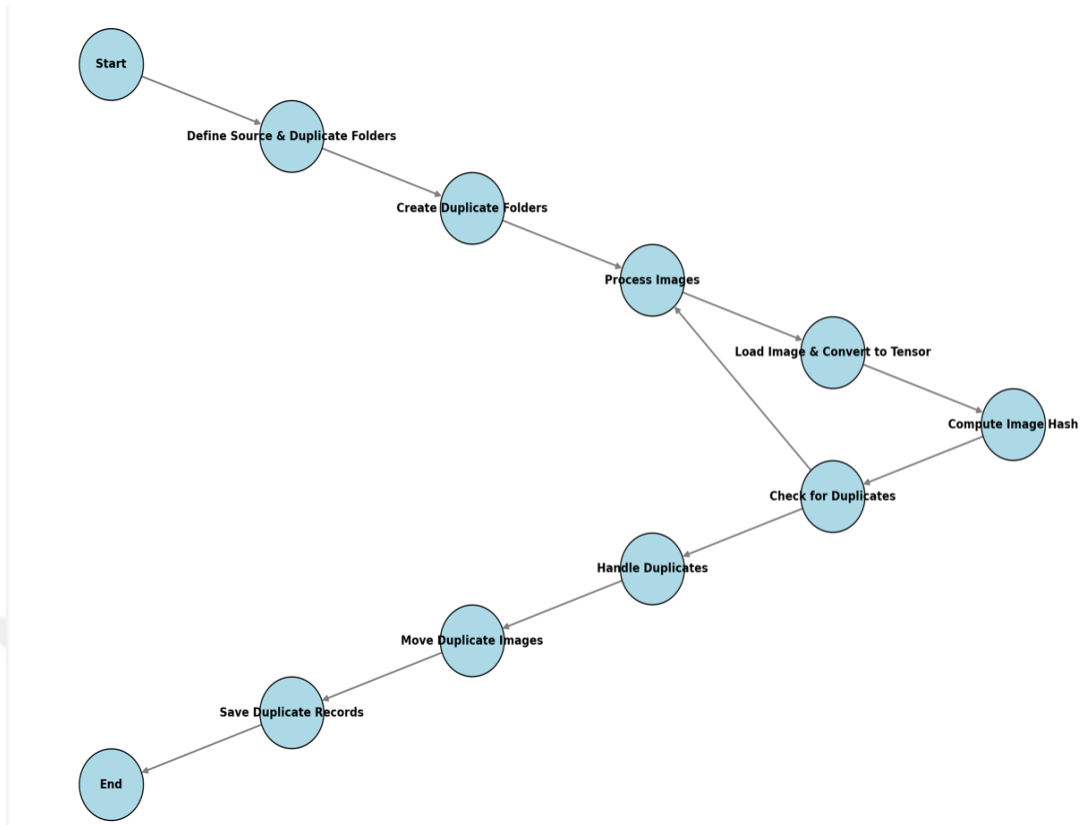 Start
Define Source & Duplicate Folders
Create Duplicate Folders
Process Images
Load Image & Convert to Tensor
Compute Image Hash
Check for Duplicates
Handle Duplicates
Move Duplicate Images
Save Duplicate Records
End